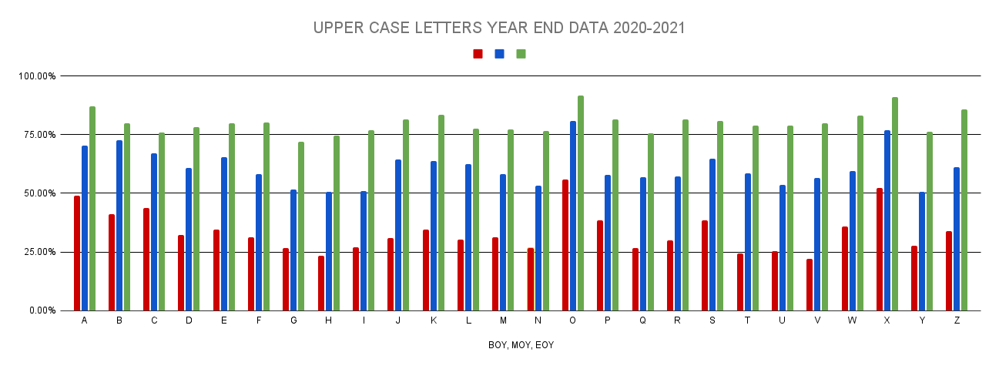 UPPER CASE LETTERS YEAR END DATA 2020-2021
100.00%
75.00%
50.00%
25.00%
0.00%
A B C D E F G H I J K L M N O P Q R S T U V W X Y Z
BOY, MOY, EOY